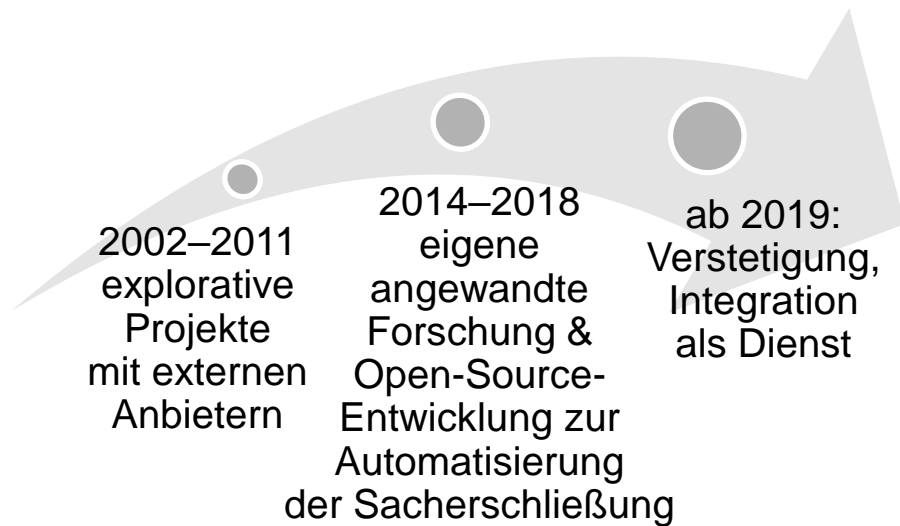 2002–2011
explorative
Projekte
mit externen
Anbietern
2014–2018
eigene
angewandte
Forschung &
Open-Source-
Entwicklung zur
Automatisierung
der Sacherschließung
ab 2019:
Verstetigung,
Integration
als Dienst